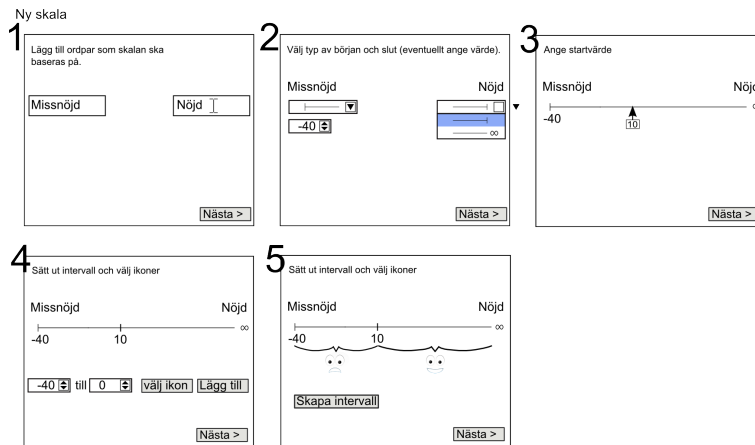 Ny skala
1
Lägg till ordpar som skalan ska
baseras på.
Missnöjd Nöjd
Nästa >
2
Välj typ av början och slut (eventuellt ange värde).
Missnöjd Nöjd
-40
∞
Nästa >
3
Ange startvärde
Missnöjd Nöjd
∞
-40
10
Nästa >
4
Sätt ut intervall och välj ikoner
Missnöjd Nöjd
∞
-40 10
-40 till 0 välj ikon Lägg till
Nästa >
5
Sätt ut intervall och välj ikoner
Missnöjd Nöjd
∞
-40 10
Skapa intervall
Nästa >